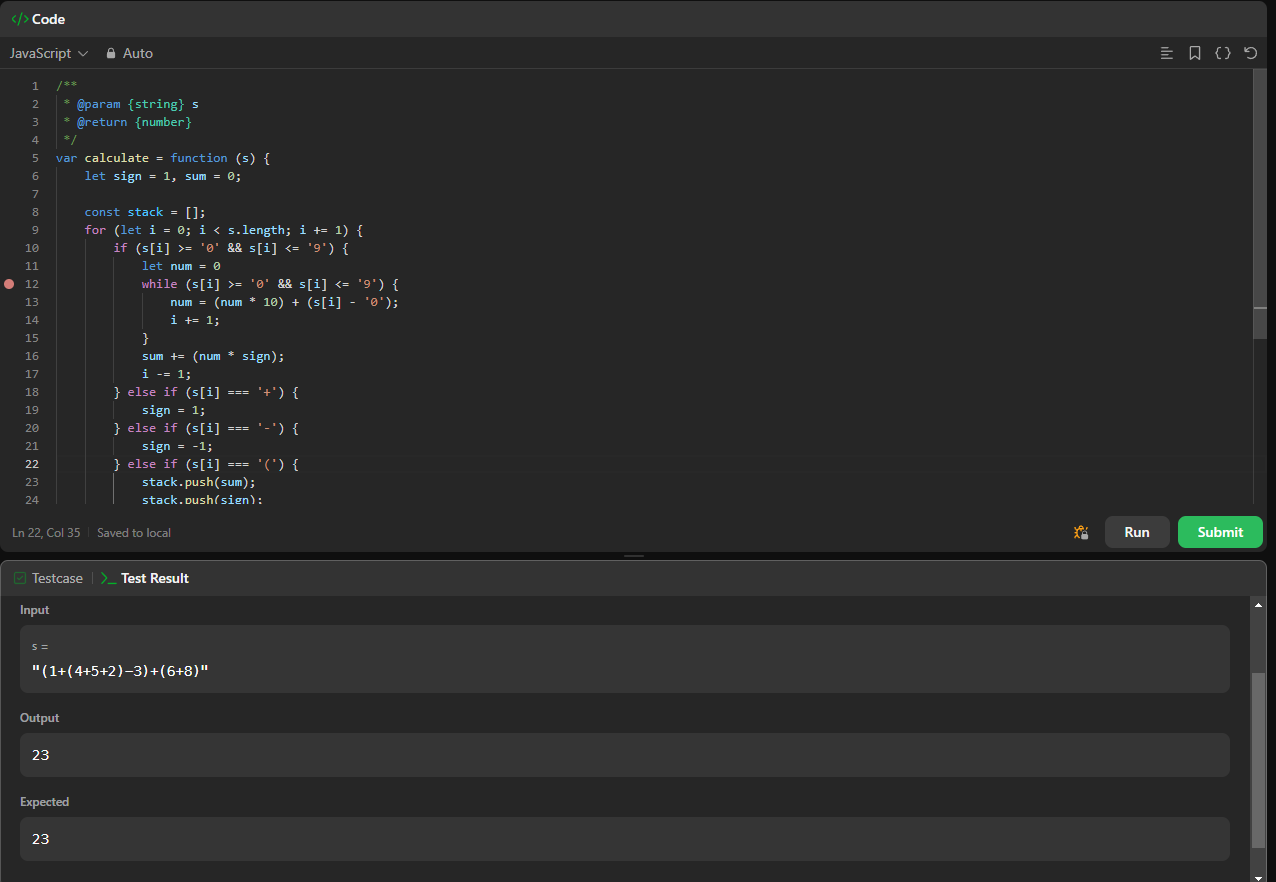 </> Code
JavaScript Auto
1 /**
2  * @param {string} s
3  * @return {number}
4  */
5 var calculate = function (s) {
6     let sign = 1, sum = 0;
7
8     const stack = [];
9     for (let i = 0; i < s.length; i += 1) {
10         if (s[i] >= '0' && s[i] <= '9') {
11             let num = 0
12             while (s[i] >= '0' && s[i] <= '9') {
13                 num = (num * 10) + (s[i] - '0');
14                 i += 1;
15             }
16             sum += (num * sign);
17             i -= 1;
18         } else if (s[i] === '+') {
19             sign = 1;
20         } else if (s[i] === '-') {
21             sign = -1;
22         } else if (s[i] === '(') {
23             stack.push(sum);
24             stack.push(sign);
Ln 22, Col 35 Saved to local
Run Submit
Testcase Test Result
Input
s =
"(1+(4+5+2)-3)+(6+8)"
Output
23
Expected
23